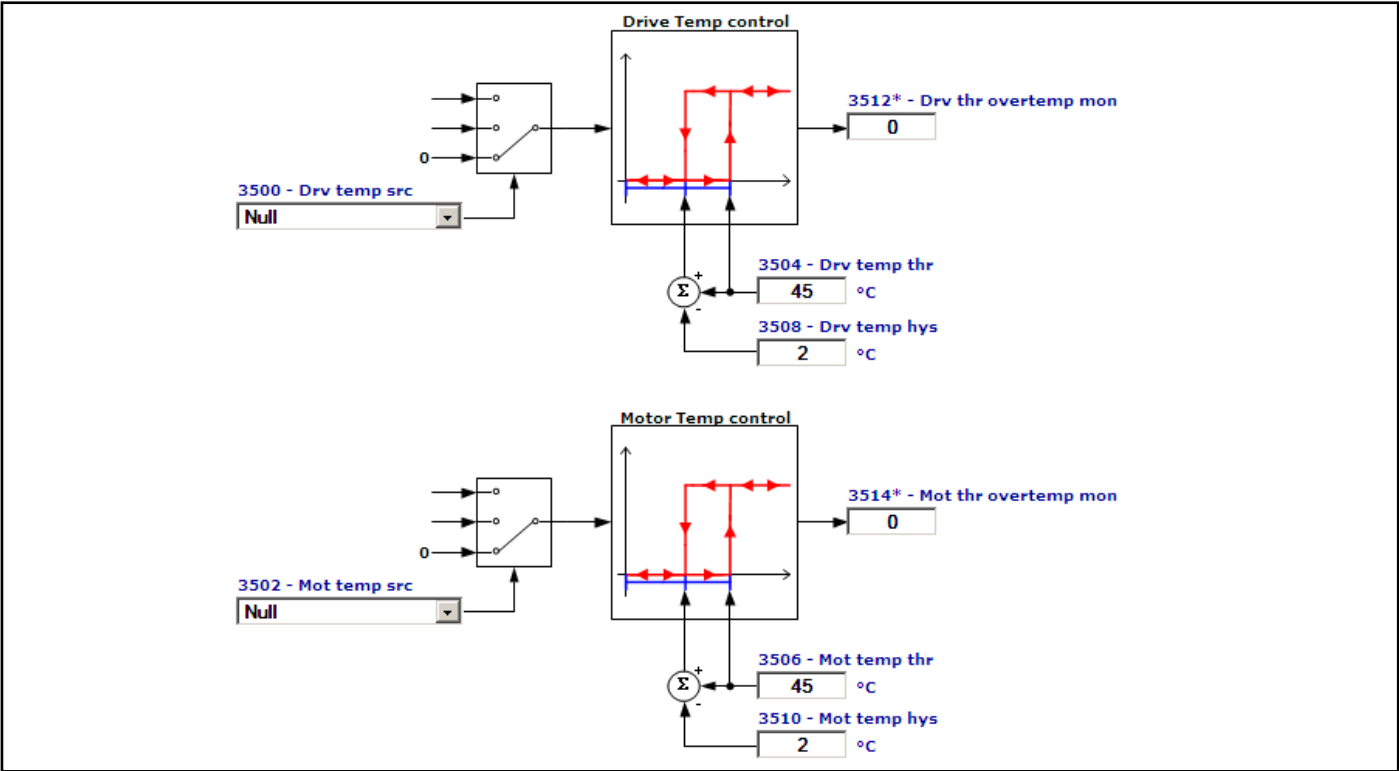 Drive Temp control
3512* - Drv thr overtemp mon
0
0
3500 - Drv temp src
Null
3504 - Drv temp thr
+
Σ
45 °C
-
3508 - Drv temp hys
2 °C
Motor Temp control
3514* - Mot thr overtemp mon
0
0
3502 - Mot temp src
Null
3506 - Mot temp thr
+
Σ
45 °C
-
3510 - Mot temp hys
2 °C